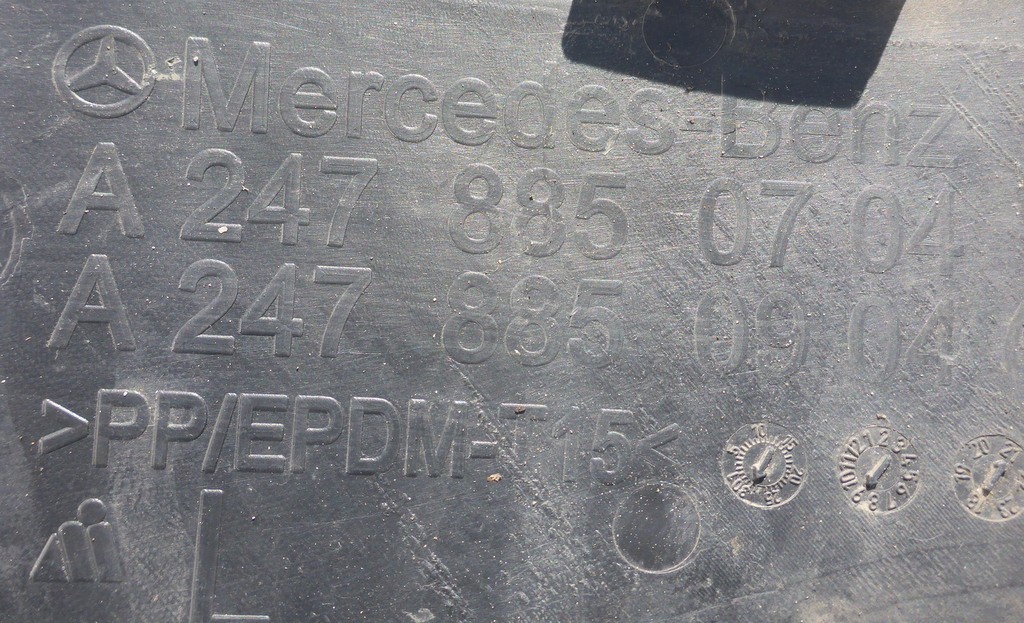 Mercedes-Benz
A 247 885 07 04
A 247 885 09 04
>PP/EPDM-T15<